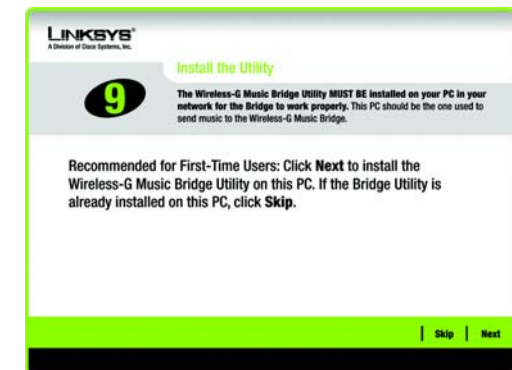 LINKSYS®
A Division of Cisco Systems, Inc.
Install the Utility
9
The Wireless-G Music Bridge Utility MUST BE installed on your PC in your
network for the Bridge to work properly. This PC should be the one used to
send music to the Wireless-G Music Bridge.
Recommended for First-Time Users: Click Next to install the
Wireless-G Music Bridge Utility on this PC. If the Bridge Utility is
already installed on this PC, click Skip.
| Skip | Next